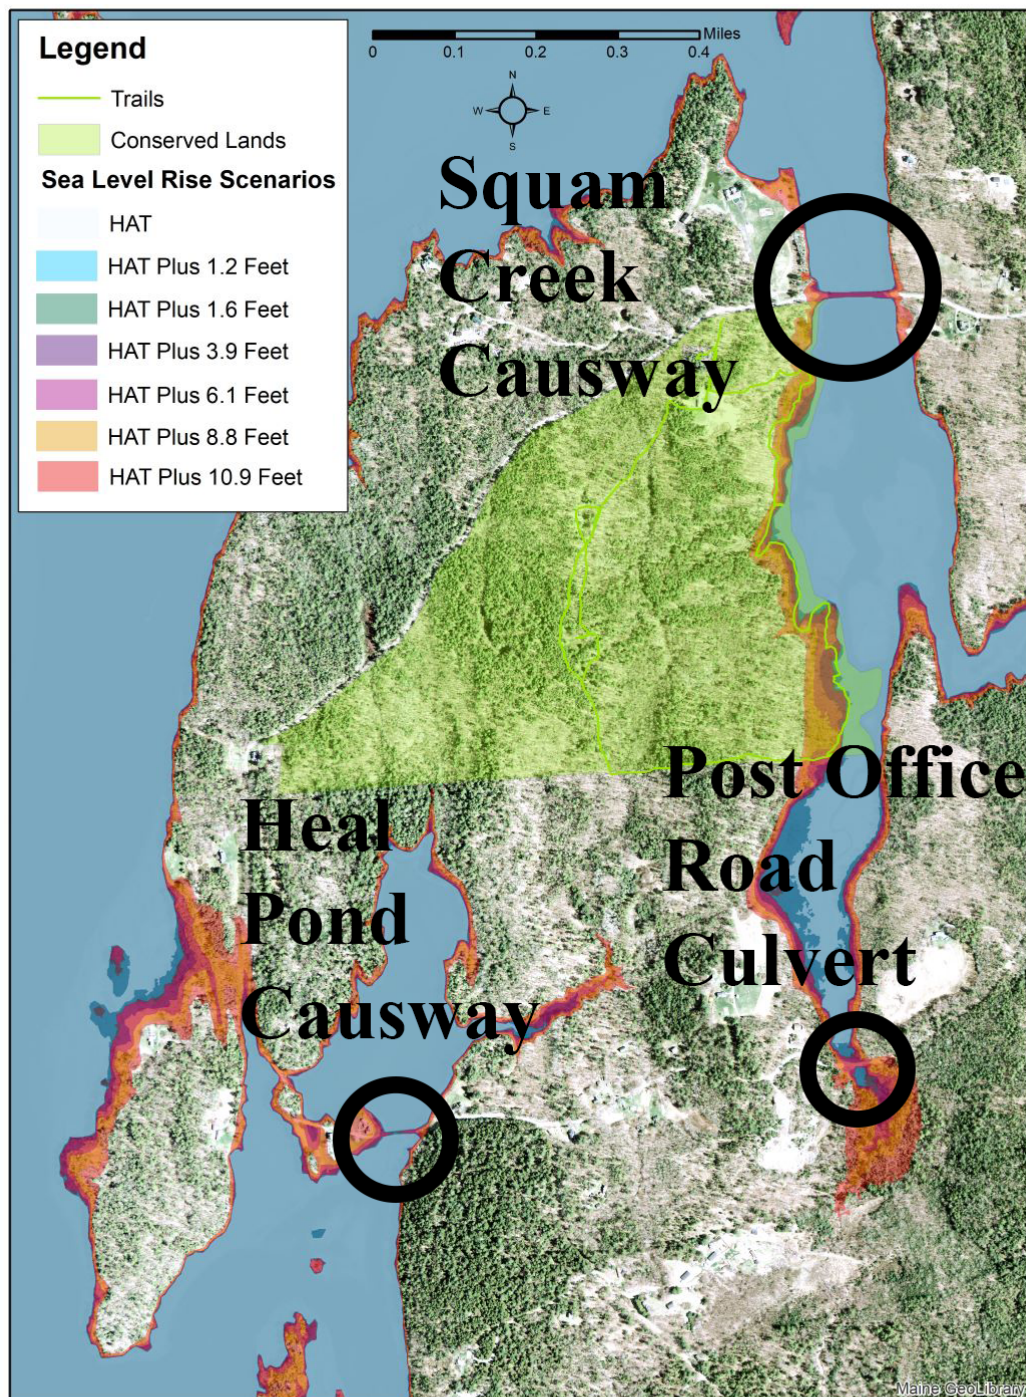 Legend
Trails
Conserved Lands
Sea Level Rise Scenarios
HAT
HAT Plus 1.2 Feet
HAT Plus 1.6 Feet
HAT Plus 3.9 Feet
HAT Plus 6.1 Feet
HAT Plus 8.8 Feet
HAT Plus 10.9 Feet
Miles
0 0.1 0.2 0.3 0.4
N
W E
S
Squam
Creek
Causway
Post Office
Road
Culvert
Heal
Pond
Causway
Maine GeoLibrary